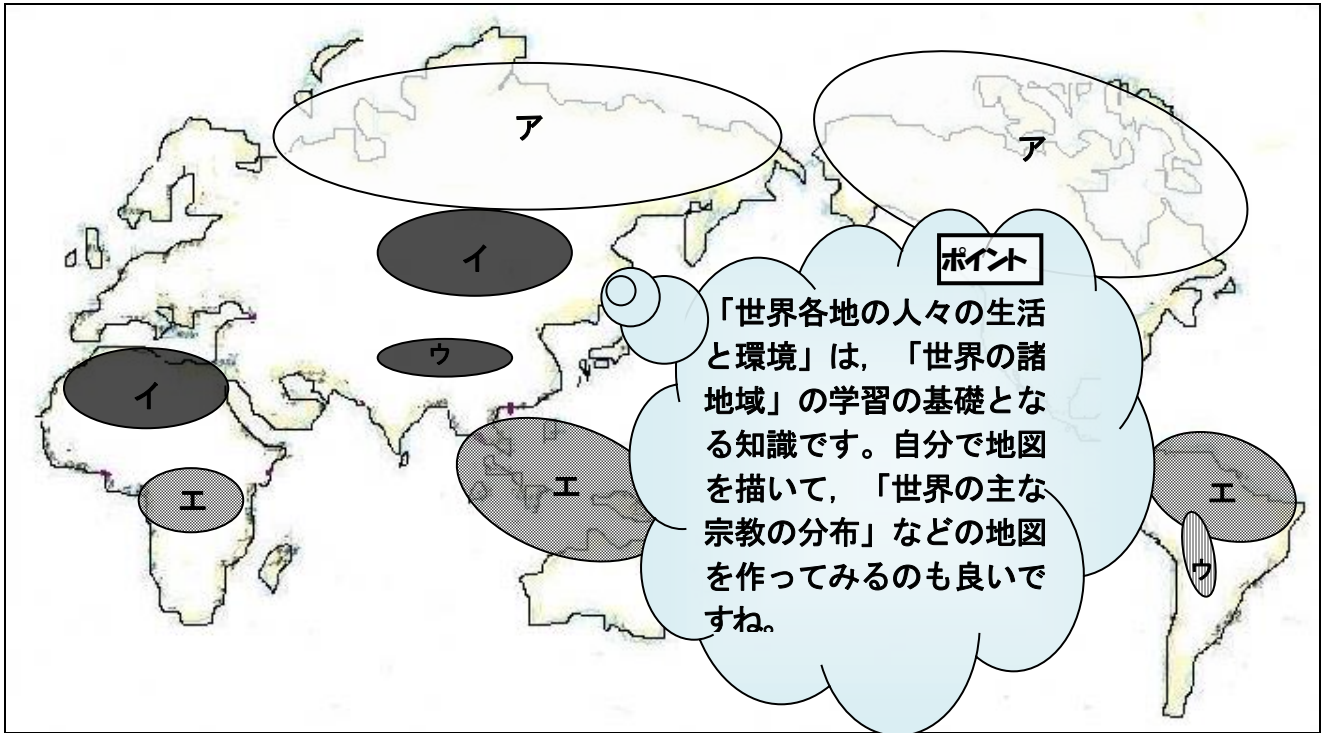 ア
ア
イ
ウ
イ
エ
エ
エ
ウ
ポイント
「世界各地の人々の生活
と環境」は，「世界の諸
地域」の学習の基礎とな
る知識です。自分で地図
を描いて，「世界の主な
宗教の分布」などの地図
を作ってみるのも良いで
すね。